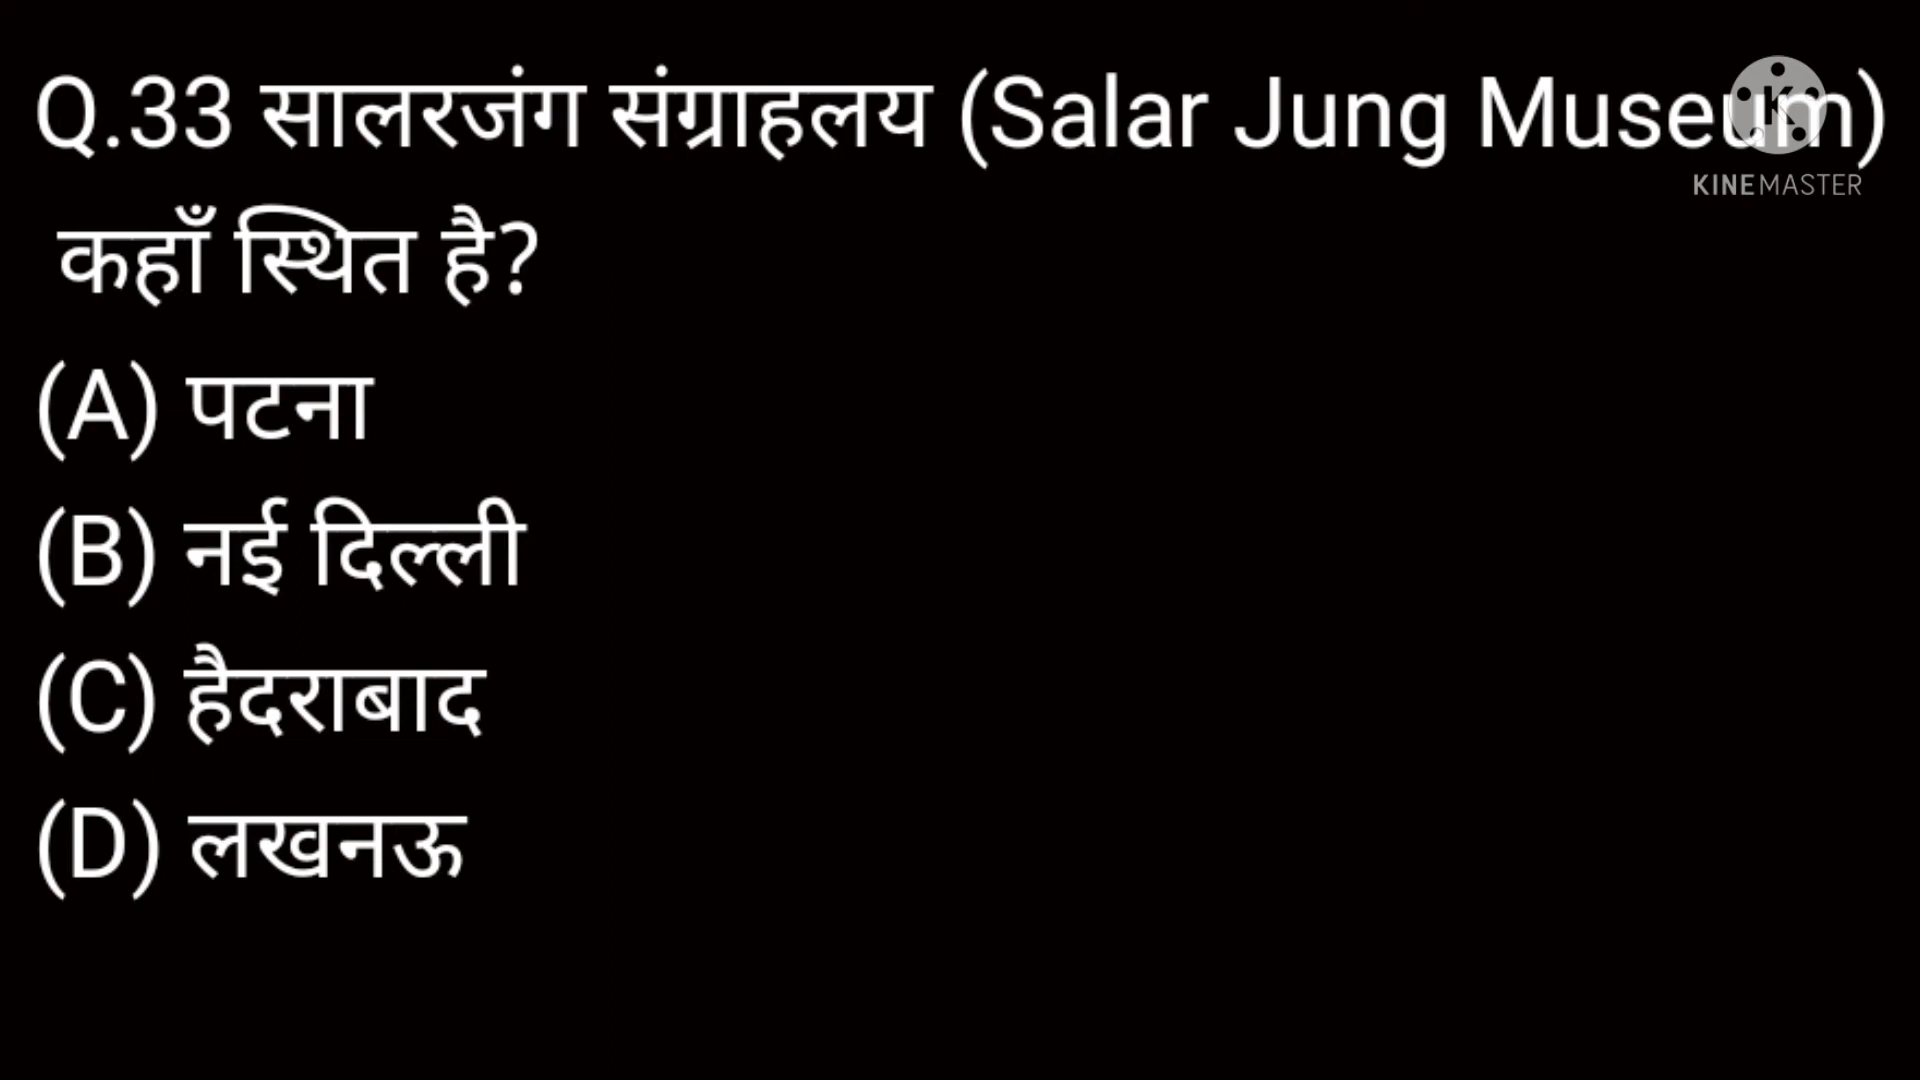 Q.33 सालरजंग संग्राहलय (Salar Jung Museum)
KINEMASTER
कहाँ स्थित है?
(A) पटना
(B) नई दिल्ली
(C) हैदराबाद
(D) लखनऊ